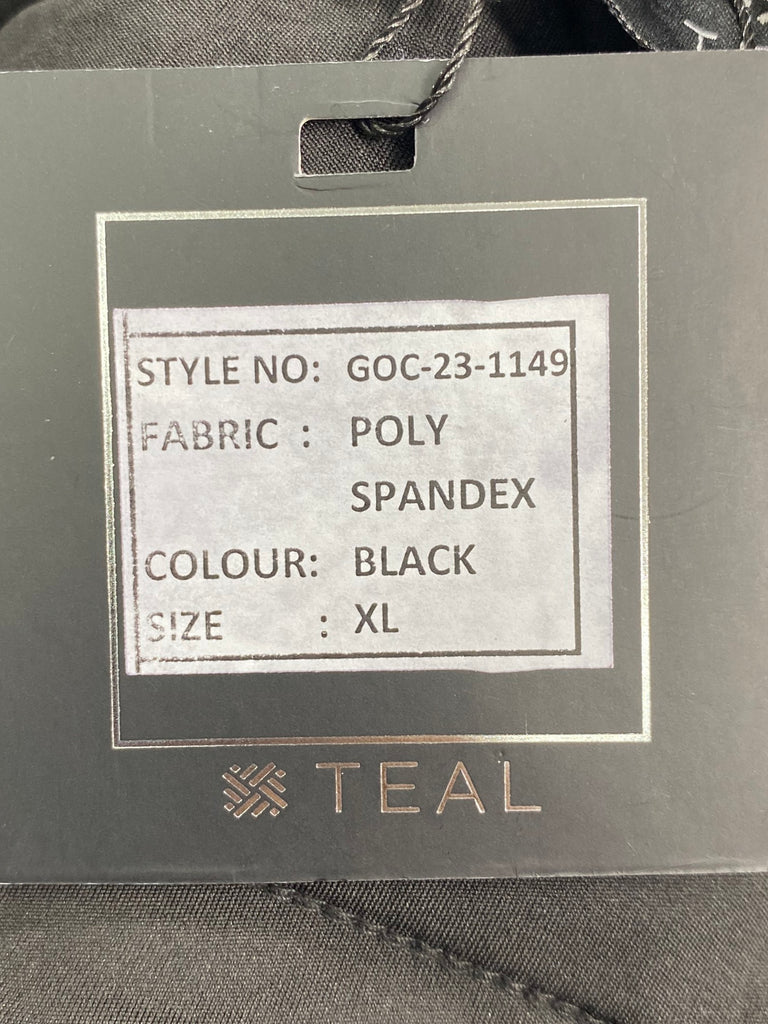 STYLE NO: GOC-23-1149
FABRIC : POLY
SPANDEX
COLOUR: BLACK
SIZE : XL
TEAL